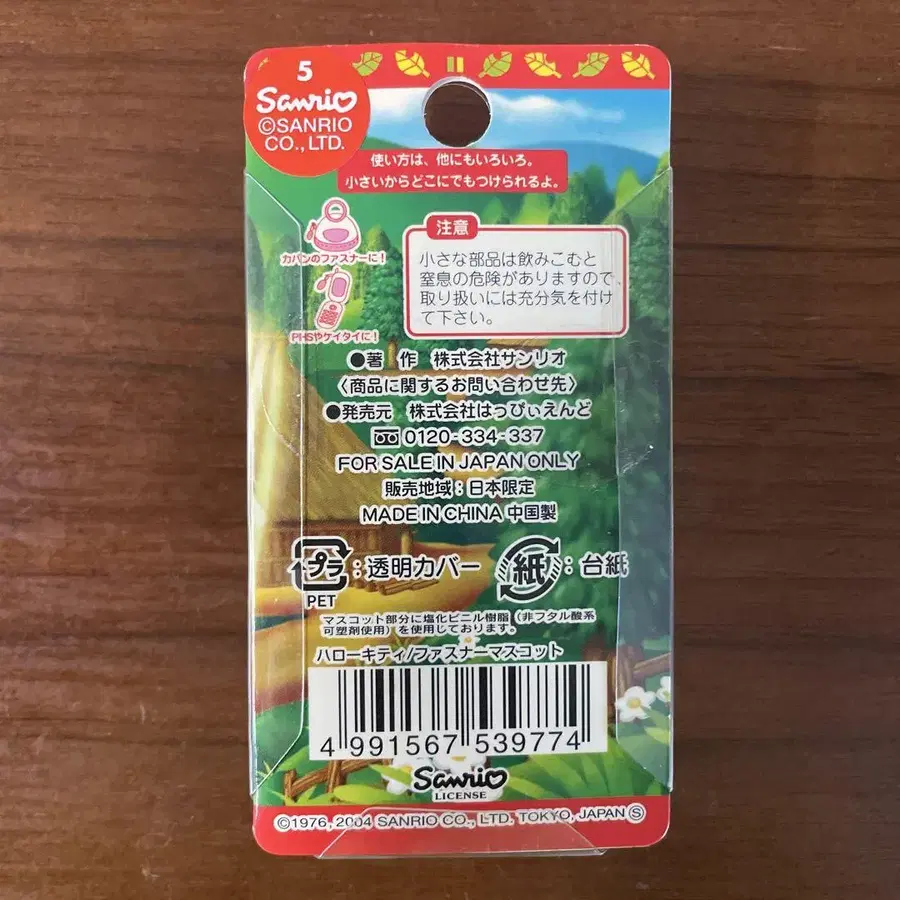 5
Sanrio
©SANRIO
CO., LTD.
使い方は、他にもいろいろ。
小さいからどこにでもつけられるよ。
カバンのファスナーに!
PHSやケイタイに!
注意
小さな部品は飲みこむと
窒息の危険がありますので、
取り扱いには充分気を付け
て下さい。
●著 作 株式会社サンリオ
〈商品に関するお問い合わせ先〉
●発売元 株式会社はっぴぃえんど
0120-334-337
FOR SALE IN JAPAN ONLY
販売地域:日本限定
MADE IN CHINA 中国製
プラ:透明カバー
PET
紙:台紙
マスコット部分に塩化ビニル樹脂(非フタル酸系
可塑剤使用)を使用しております。
ハローキティ/ファスナーマスコット
4 991567 539774
Sanrio
LICENSE
©1976, 2004 SANRIO CO., LTD. TOKYO, JAPAN Ⓢ